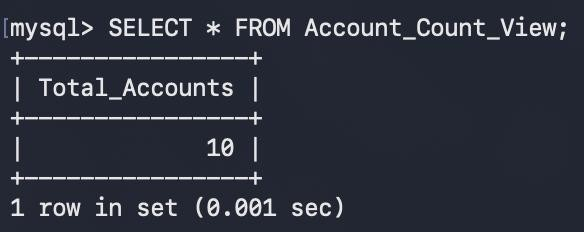 [mysql> SELECT * FROM Account_Count_View;
+----------------+
| Total_Accounts |
+----------------+
|             10 |
+----------------+
1 row in set (0.001 sec)